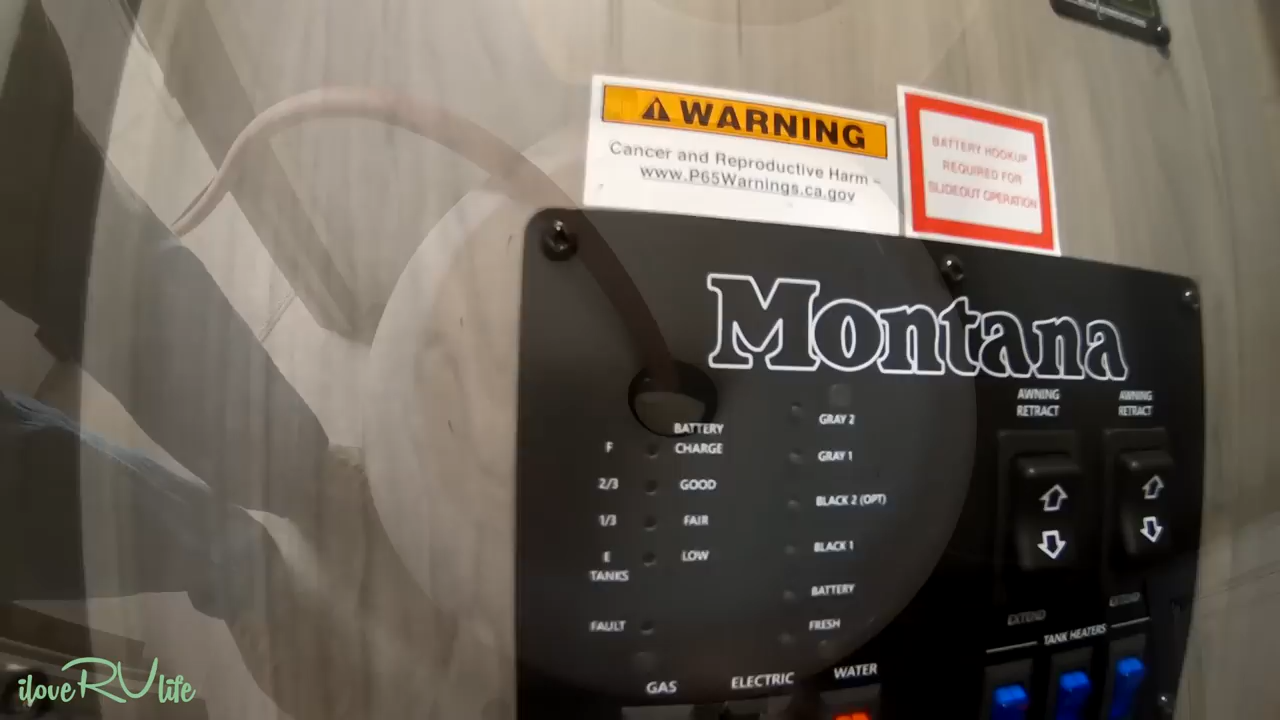 WARNING
Cancer and Reproductive Harm –
www.P65Warnings.ca.gov
BATTERY HOOKUP
REQUIRED FOR
SLIDEOUT OPERATION
Montana
AWNING
RETRACT
AWNING
RETRACT
BATTERY
F CHARGE
2/3 GOOD
1/3 FAIR
E LOW
TANKS
FAULT
GRAY 2
GRAY 1
BLACK 2 (OPT)
BLACK 1
BATTERY
FRESH
EXTEND
EXTEND
TANK HEATERS
GAS
ELECTRIC
WATER
iloveRVlife